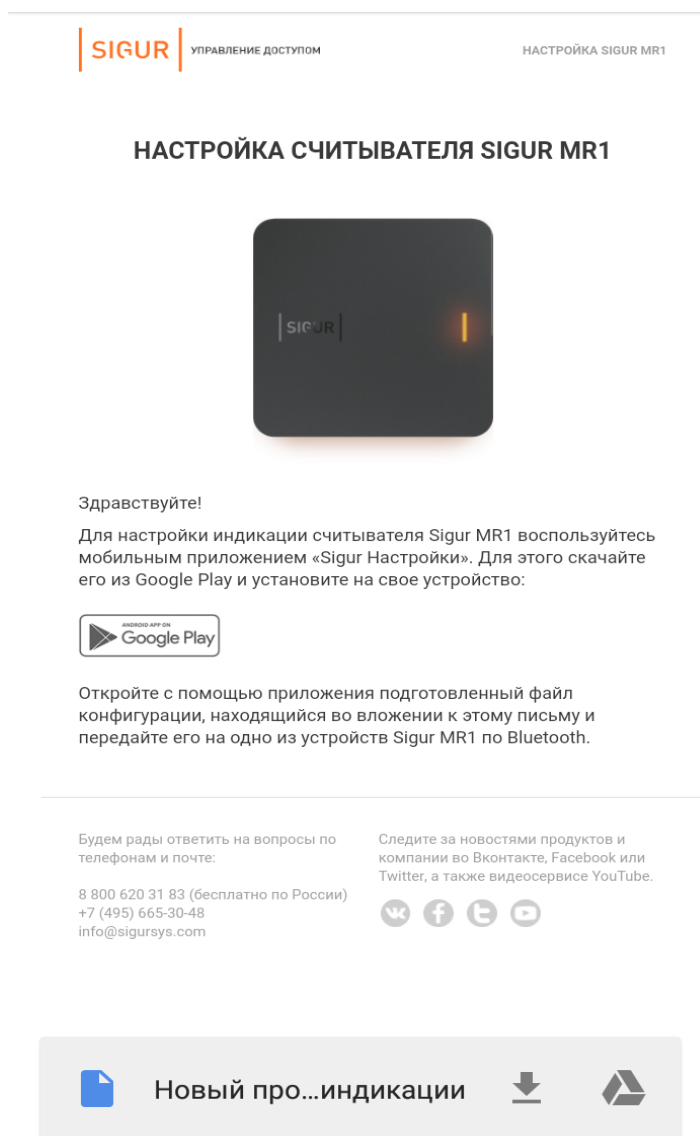 SIGUR УПРАВЛЕНИЕ ДОСТУПОМ
НАСТРОЙКА SIGUR MR1
НАСТРОЙКА СЧИТЫВАТЕЛЯ SIGUR MR1
SIGUR
Здравствуйте!
Для настройки индикации считывателя Sigur MR1 воспользуйтесь
мобильным приложением «Sigur Настройки». Для этого скачайте
его из Google Play и установите на свое устройство:
ANDROID APP ON
Google Play
Откройте с помощью приложения подготовленный файл
конфигурации, находящийся во вложении к этому письму и
передайте его на одно из устройств Sigur MR1 по Bluetooth.
Будем рады ответить на вопросы по
телефонам и почте:
8 800 620 31 83 (бесплатно по России)
+7 (495) 665-30-48
info@sigursys.com
Следите за новостями продуктов и
компании во Вконтакте, Facebook или
Twitter, а также видеосервисе YouTube.
Новый про...индикации